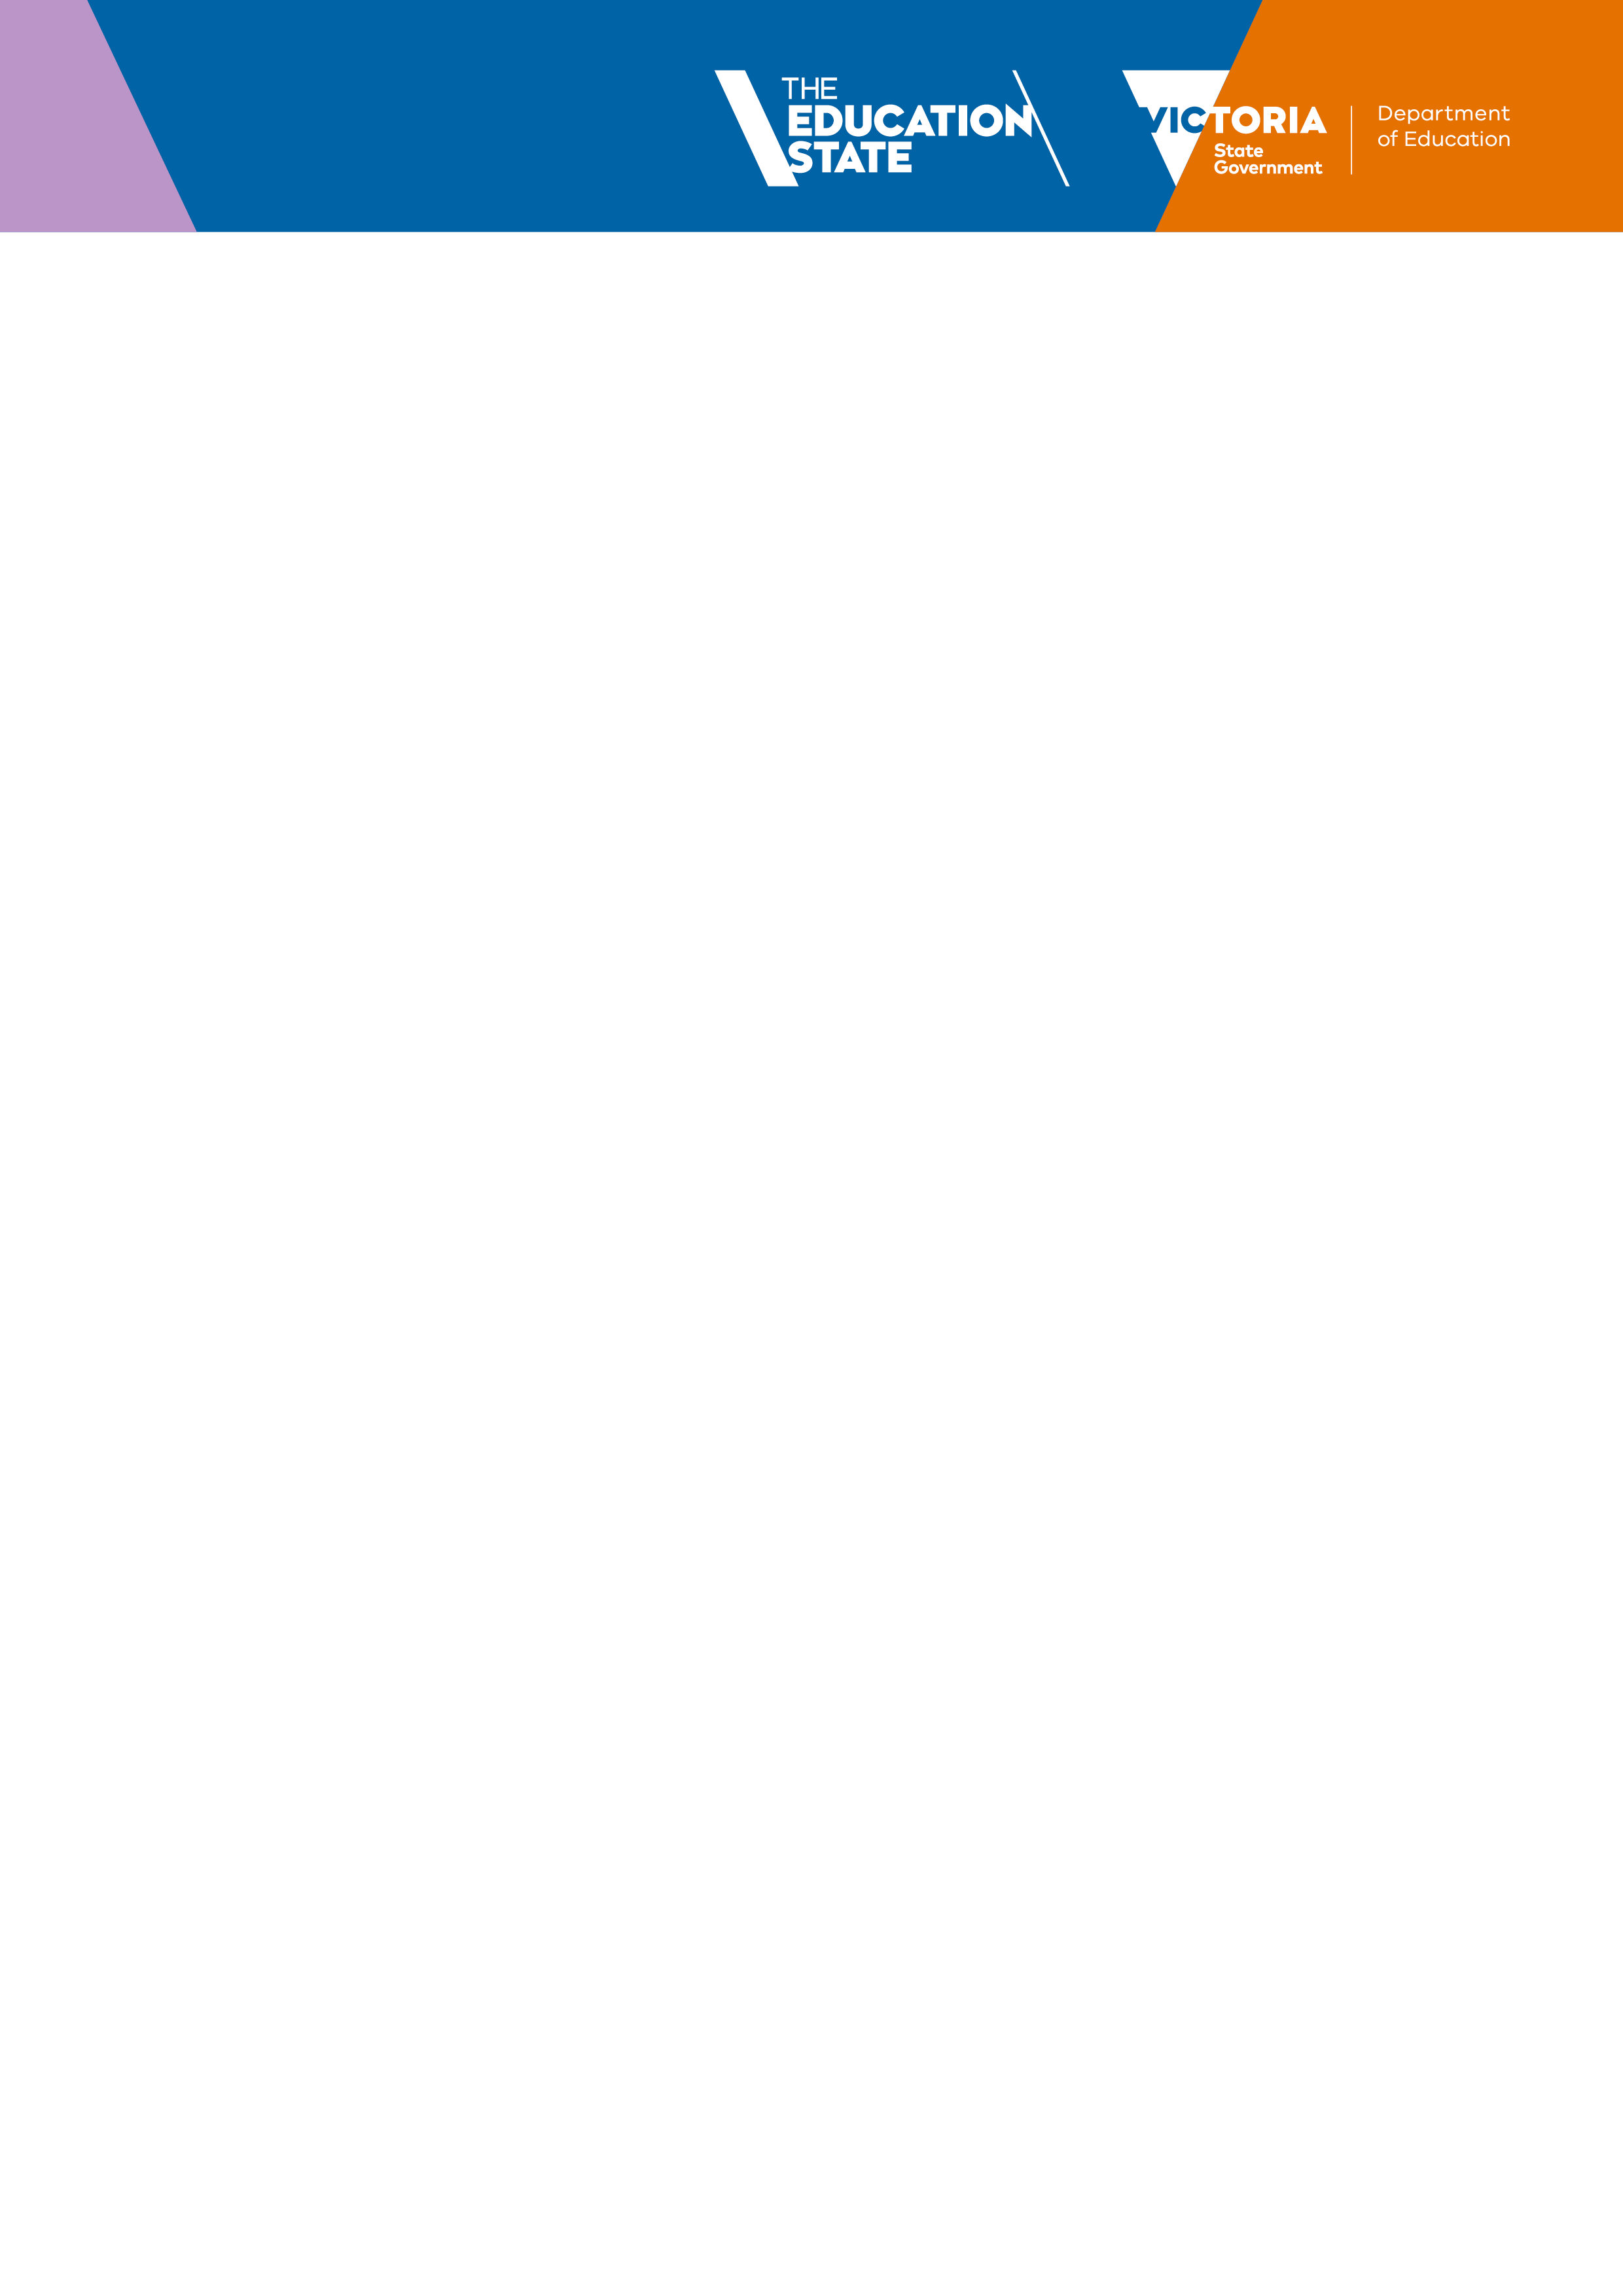 THE
EDUCATION
STATE
VICTORIA
State
Government
Department
of Education